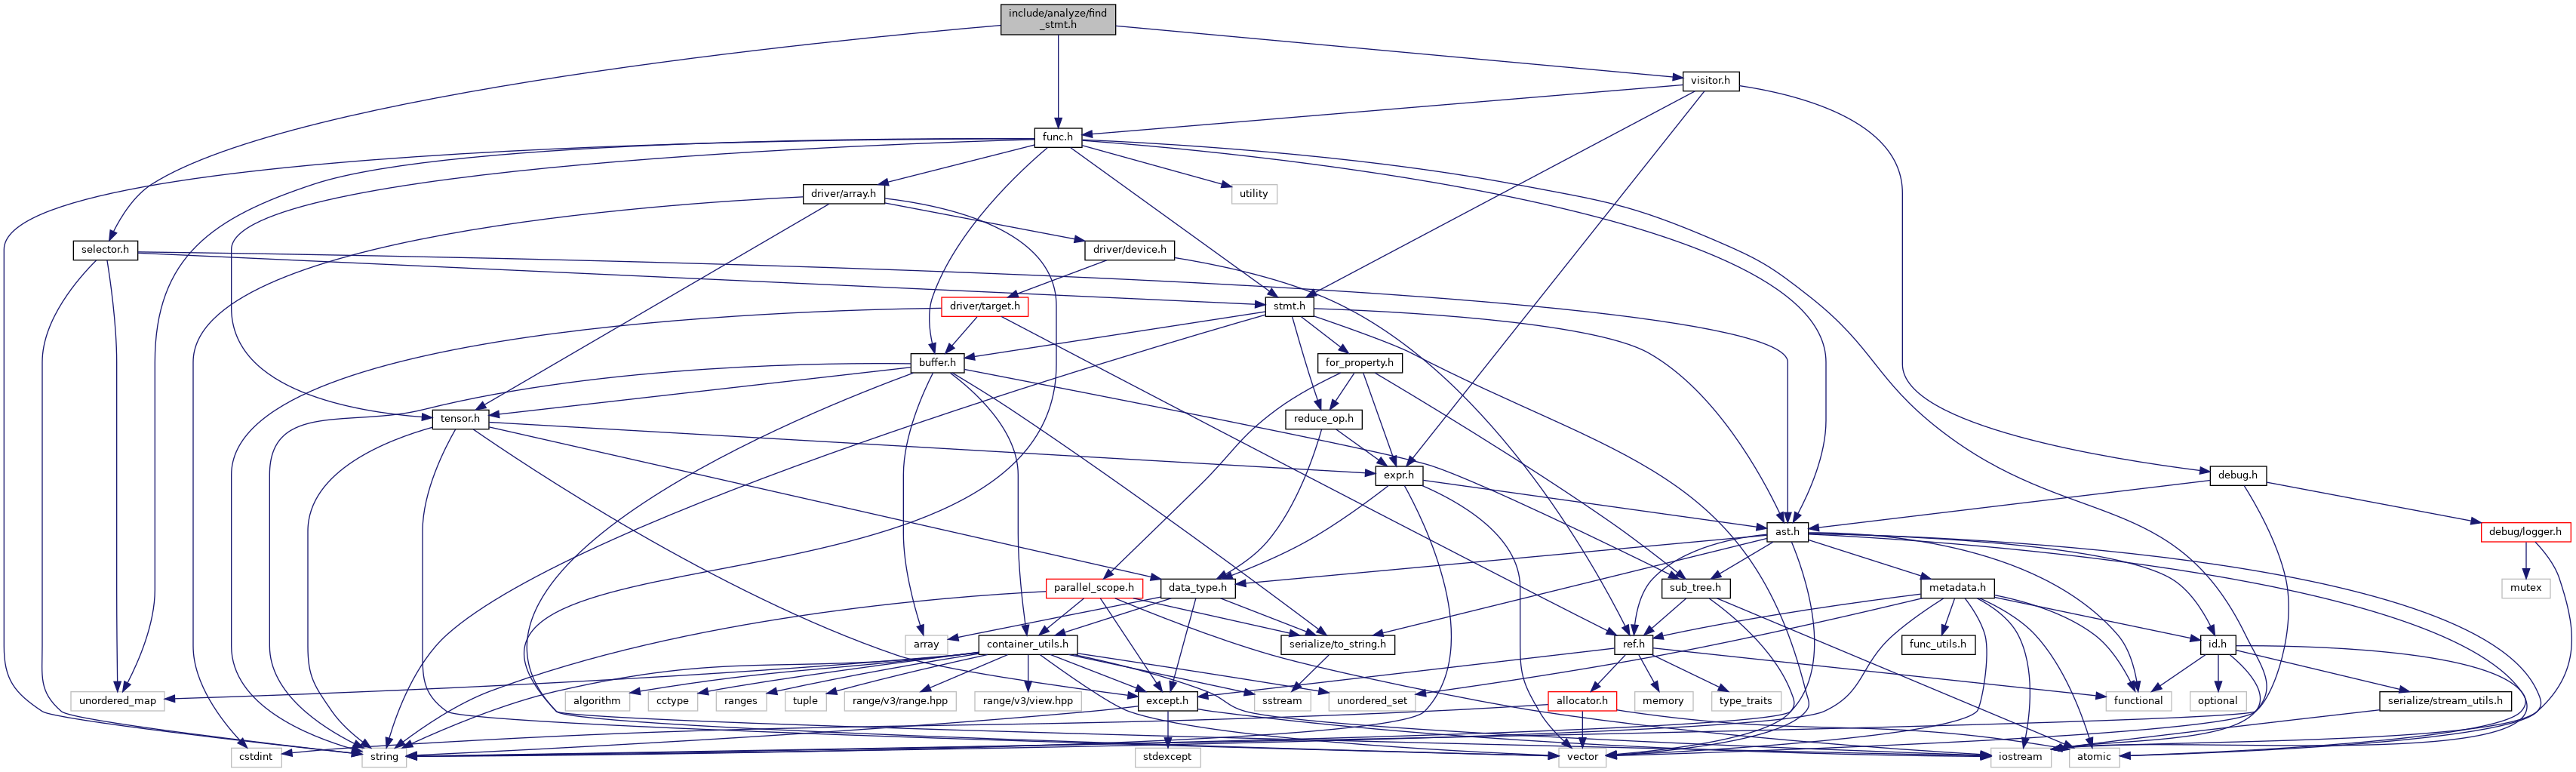 include/analyze/find
_stmt.h
visitor.h
func.h
driver/array.h
utility
selector.h
driver/device.h
driver/target.h
stmt.h
buffer.h
for_property.h
tensor.h
reduce_op.h
expr.h
debug.h
ast.h
debug/logger.h
parallel_scope.h
data_type.h
sub_tree.h
metadata.h
mutex
array
container_utils.h
serialize/to_string.h
ref.h
func_utils.h
id.h
unordered_map
algorithm
cctype
ranges
tuple
range/v3/range.hpp
range/v3/view.hpp
except.h
sstream
unordered_set
allocator.h
memory
type_traits
functional
optional
serialize/stream_utils.h
cstdint
string
stdexcept
vector
iostream
atomic